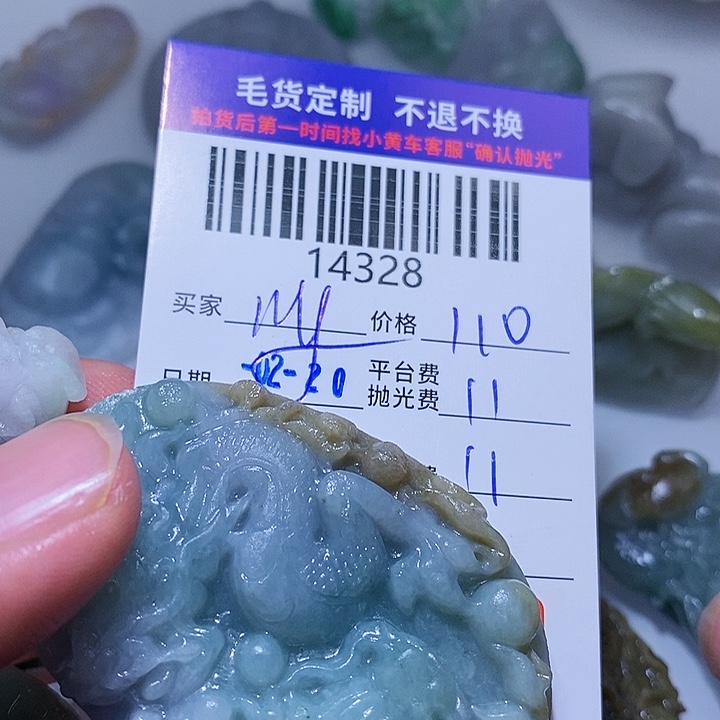 毛货定制 不退不换
拍货后第一时间找小黄车客服“确认抛光”
14328
买家 价格 110
日期 02-20 平台费
抛光费 11
11